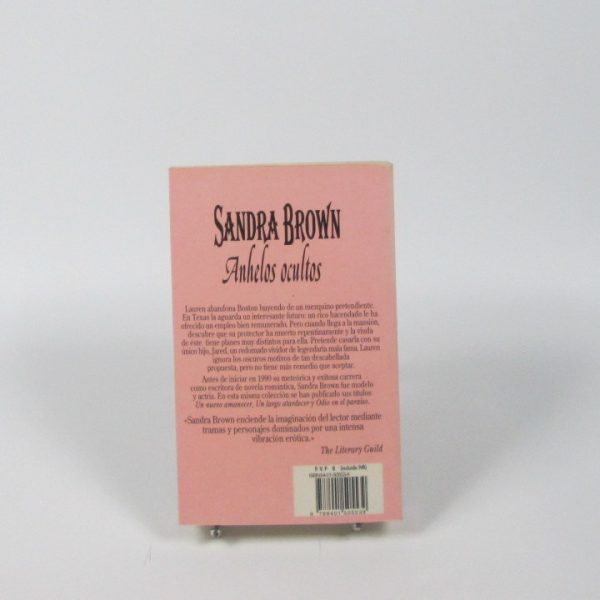 SANDRA BROWN
Anhelos ocultos
Lauren abandona Boston huyendo de un mezquino pretendiente.
En Texas la aguarda un interesante futuro: un rico hacendado le ha
ofrecido un empleo bien remunerado. Pero cuando llega a la mansión,
descubre que su protector ha muerto repentinamente y la viuda
de éste tiene planes muy distintos para ella. Pretende casarla con su
único hijo, Jared, un redomado vividor de legendaria mala fama. Lauren
ignora los oscuros motivos de tan descabellada
propuesta, pero no tiene más remedio que aceptar.
Antes de iniciar en 1990 su meteórica y exitosa carrera
como escritora de novela romántica, Sandra Brown fue modelo
y actriz. En esta misma colección se han publicado sus títulos
Un nuevo amanecer, Un largo atardecer y Odio en el paraíso.
«Sandra Brown enciende la imaginación del lector mediante
tramas y personajes dominados por una intensa
vibración erótica.»
The Literary Guild
P.V.P. 8 (incluido IVA)